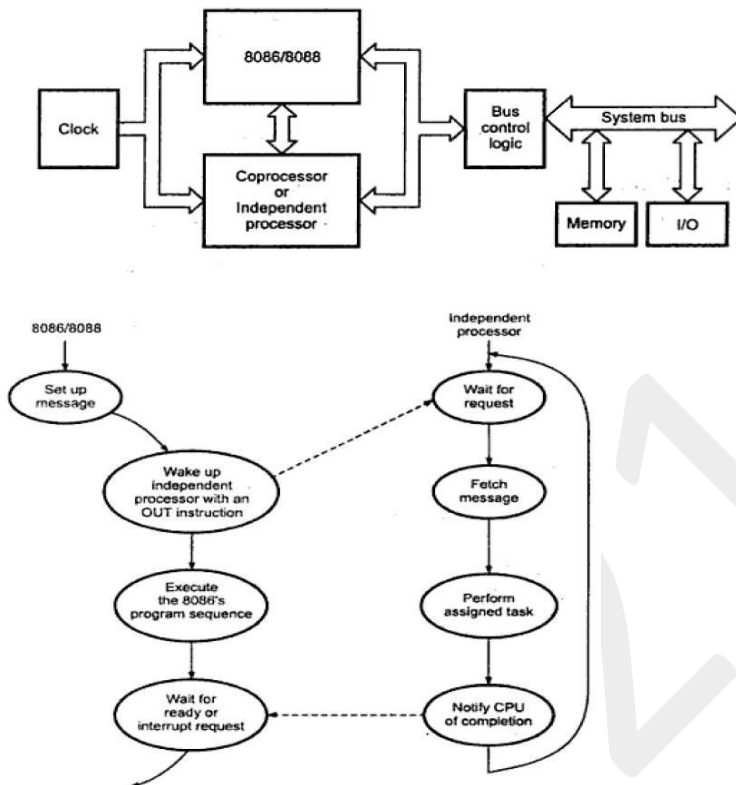 8086/8088
Clock
Coprocessor
or
Independent
processor
Bus
control
logic
System bus
Memory
I/O
8086/8088
Set up
message
Wake up
independent
processor with an
OUT instruction
Execute
the 8086's
program sequence
Wait for
ready or
interrupt request
Independent
processor
Wait for
request
Fetch
message
Perform
assigned task
Notify CPU
of completion